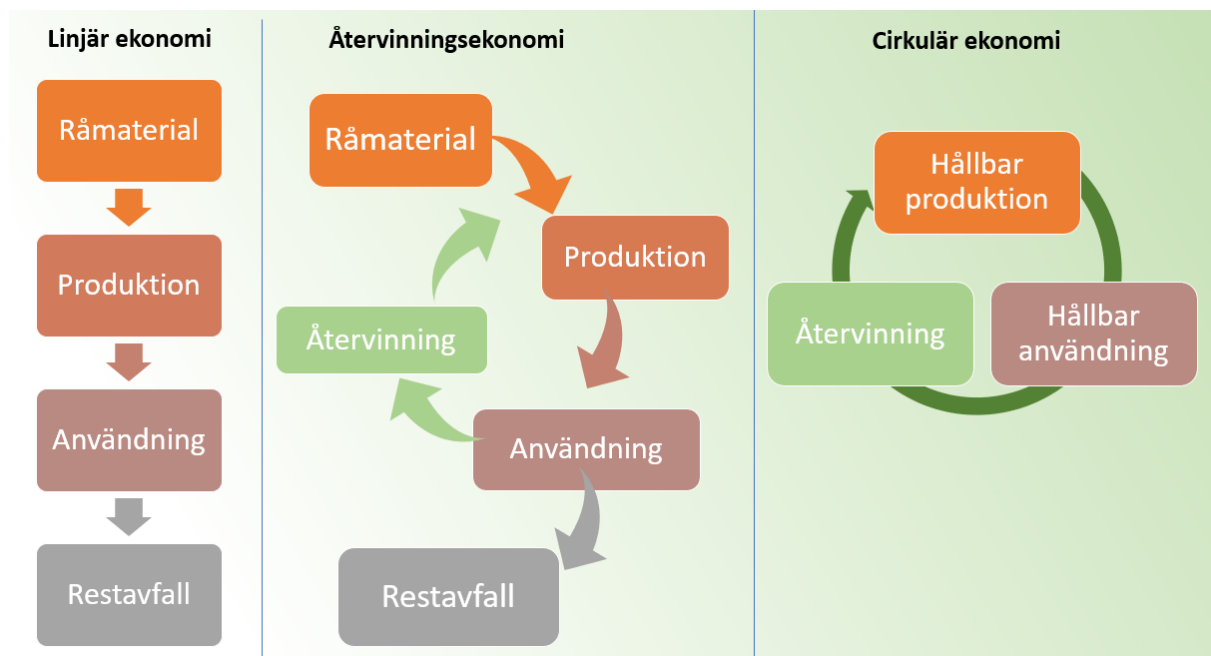 Linjär ekonomi
Råmaterial
Produktion
Användning
Restavfall
Återvinningsekonomi
Råmaterial
Produktion
Återvinning
Användning
Restavfall
Cirkulär ekonomi
Hållbar
produktion
Återvinning
Hållbar
användning